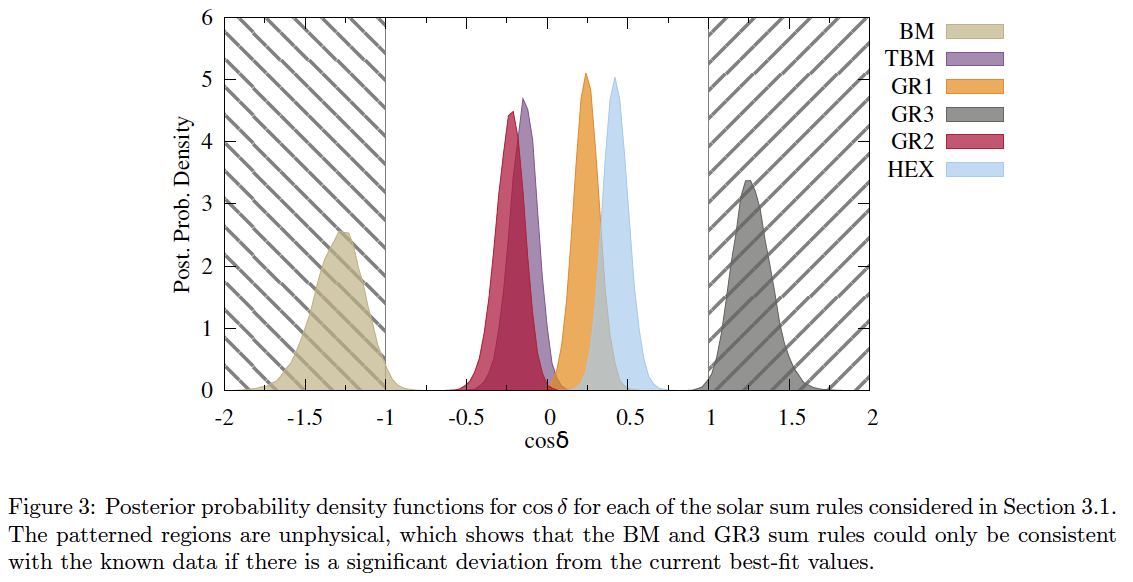 6
5
4
3
2
1
0
Post. Prob. Density
-2
-1.5
-1
-0.5
0
0.5
1
1.5
2
cosδ
BM
TBM
GR1
GR3
GR2
HEX
Figure 3: Posterior probability density functions for cos δ for each of the solar sum rules considered in Section 3.1.
The patterned regions are unphysical, which shows that the BM and GR3 sum rules could only be consistent
with the known data if there is a significant deviation from the current best-fit values.